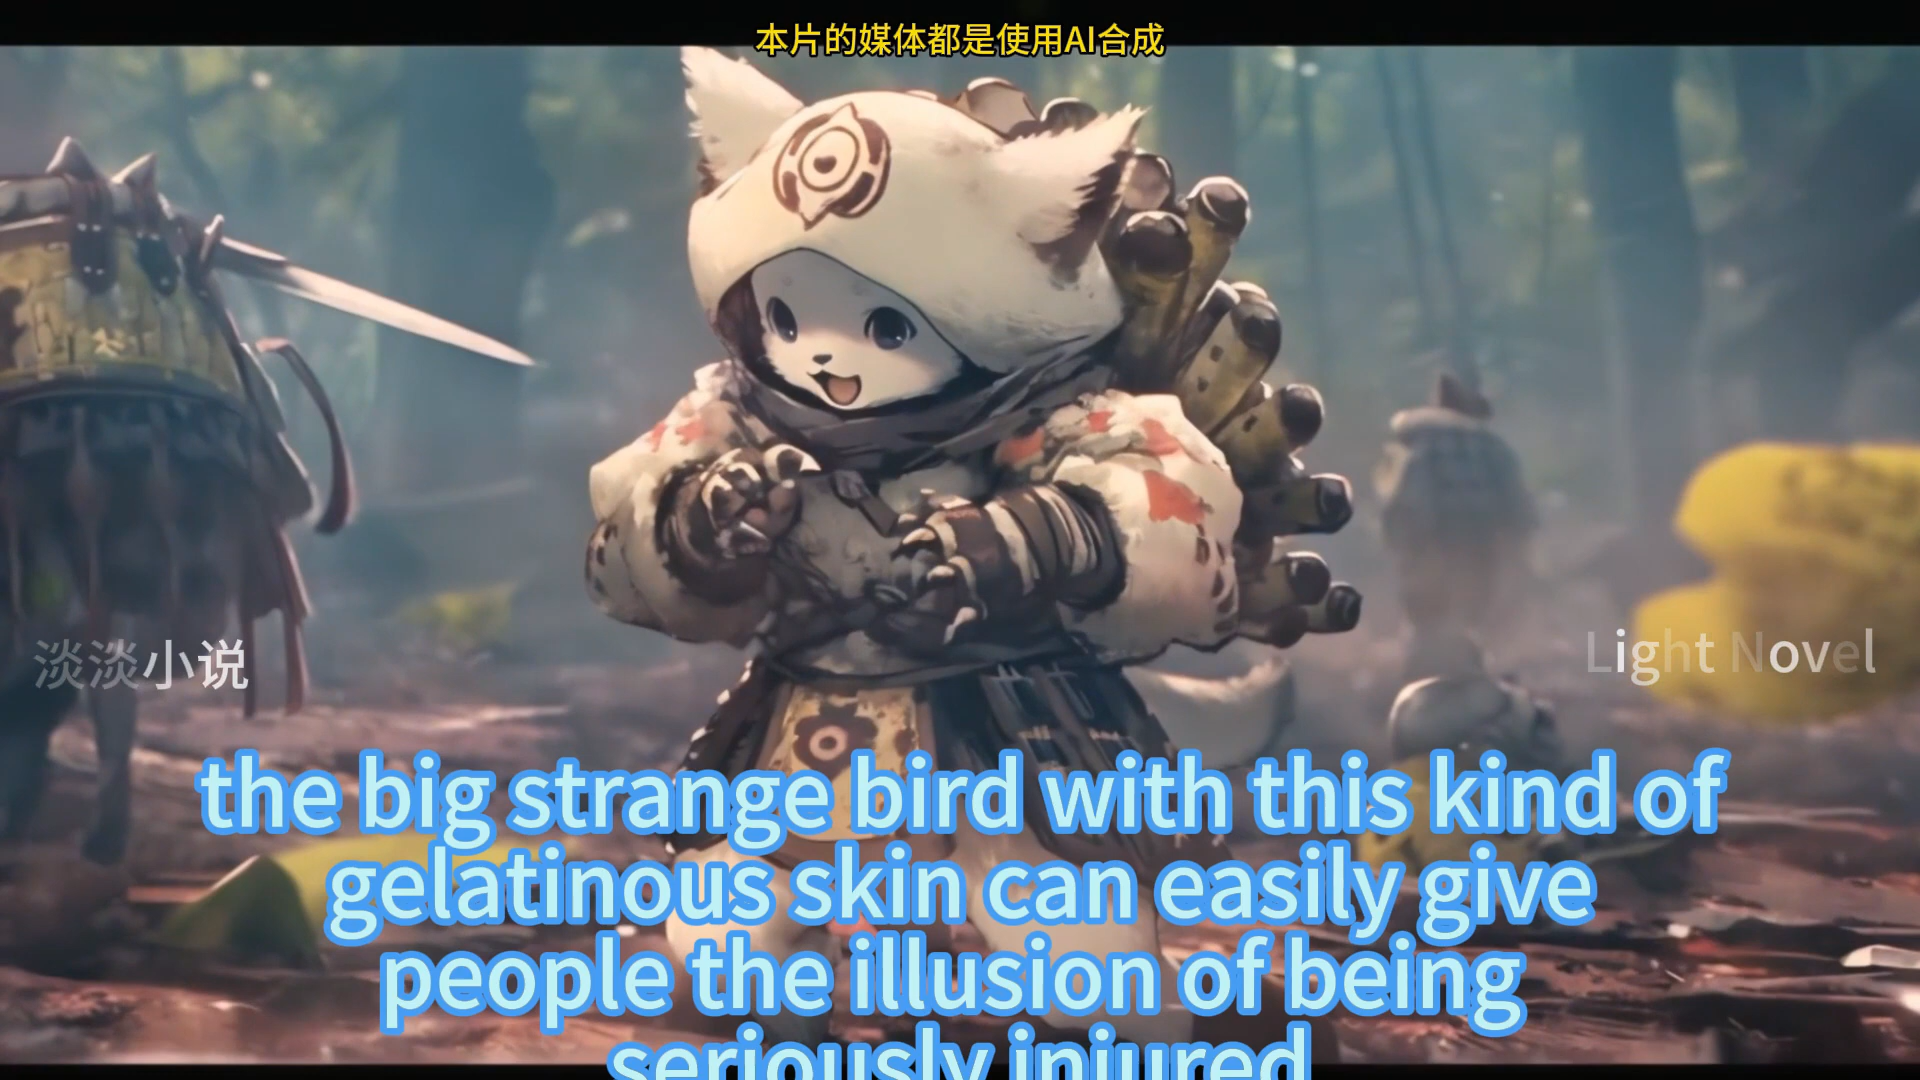 本片的媒体都是使用AI合成
淡淡小说
Light Novel
the big strange bird with this kind of
gelatinous skin can easily give
people the illusion of being
seriously injured